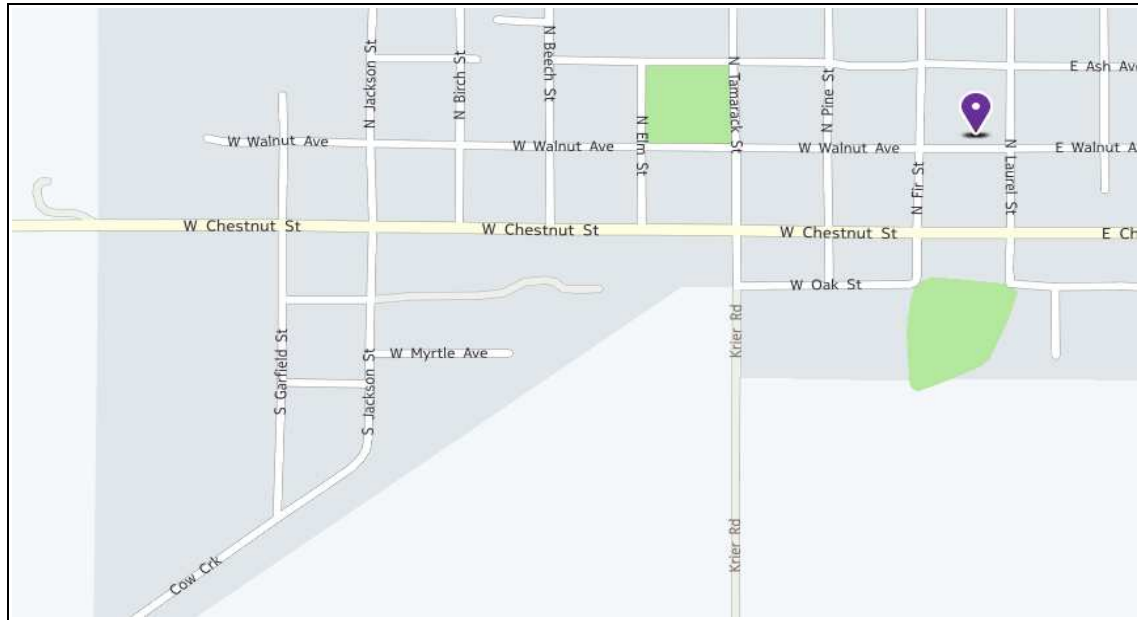 N Jackson St
N Birch St
N Beech St
N Tamarack St
N Pine St
E Ash Ave
W Walnut Ave
W Walnut Ave
W Walnut Ave
E Walnut A
N Elm St
N Fir St
N Laurel St
W Chestnut St
W Chestnut St
W Chestnut St
E Ch
W Oak St
Krier Rd
S Garfield St
S Jackson St
W Myrtle Ave
Krier Rd
Cow Crk